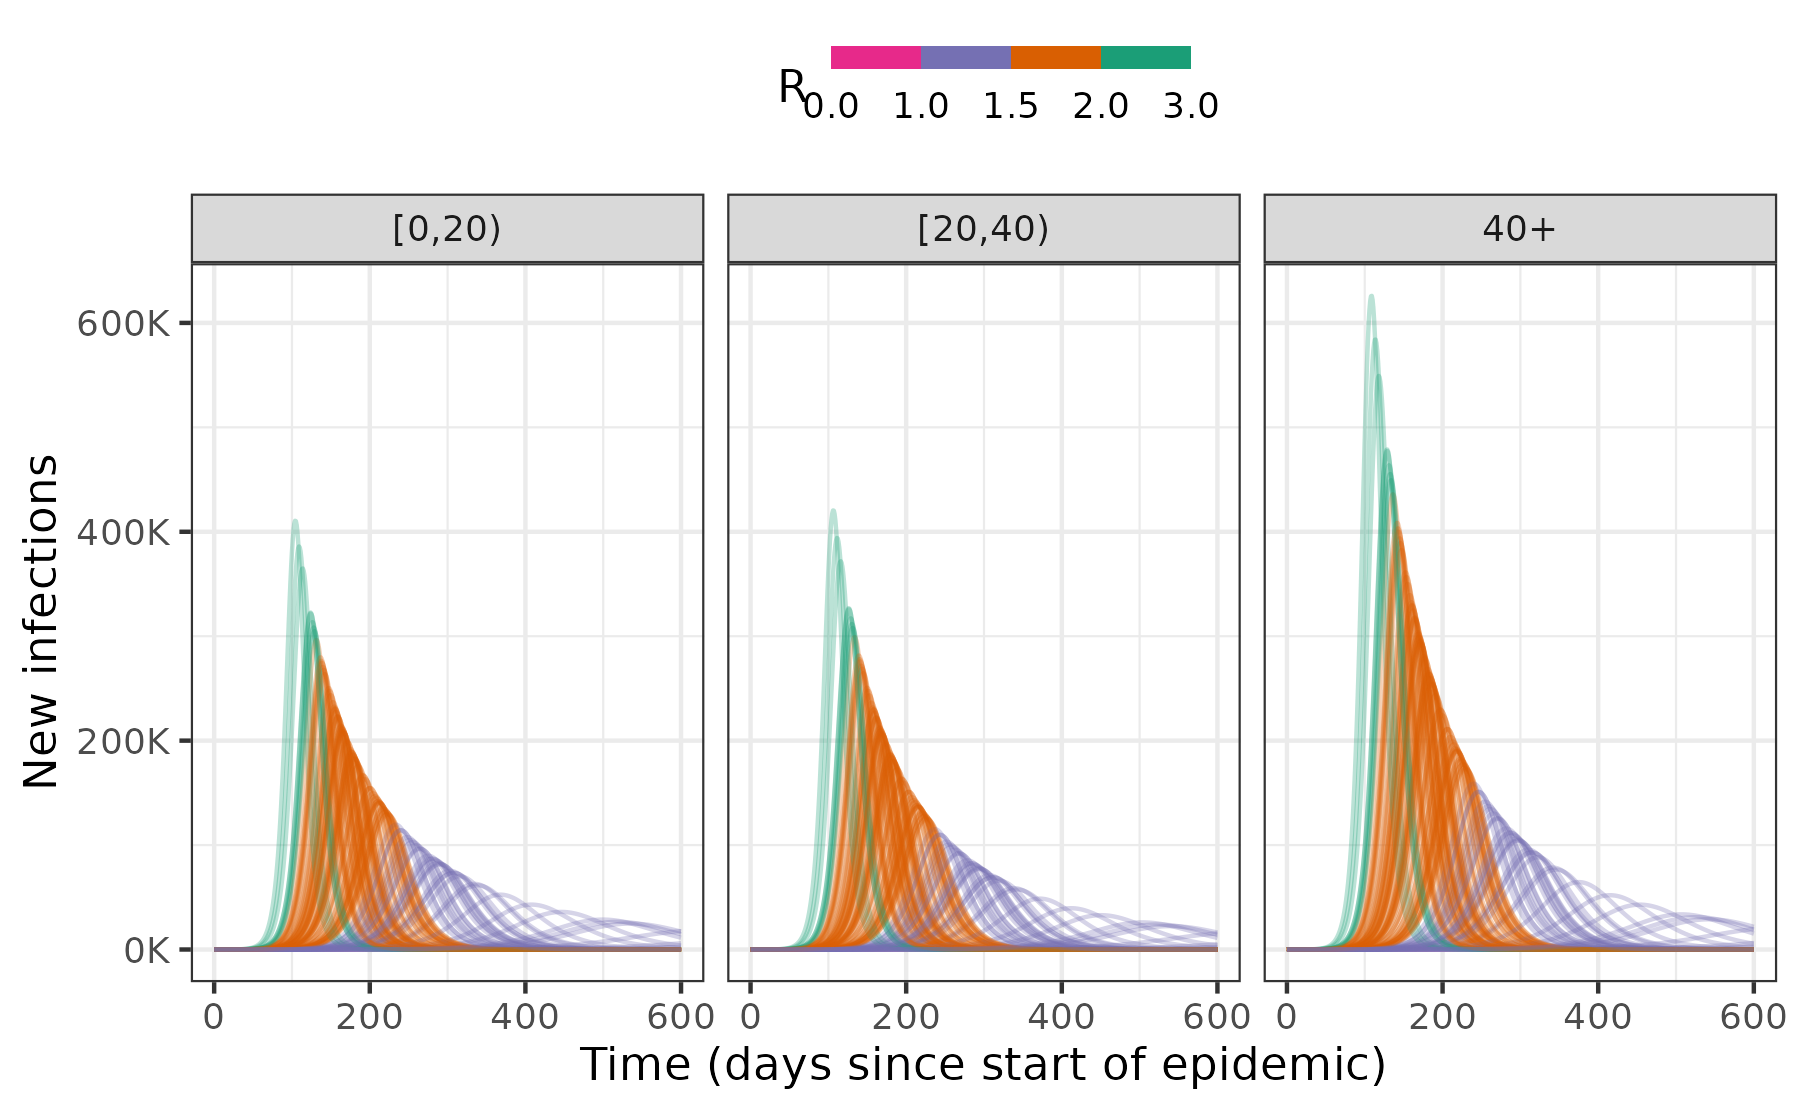 R
0.0 1.0 1.5 2.0 3.0
[0,20) [20,40) 40+
600K
400K
200K
0K
New infections
0 200 400 600 0 200 400 600 0 200 400 600
Time (days since start of epidemic)